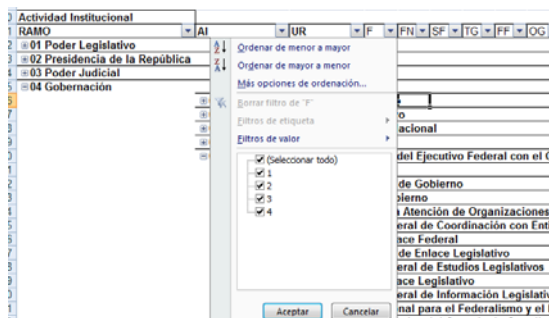 Actividad Institucional
RAMO AI UR F FN SF TG FF OG
01 Poder Legislativo
02 Presidencia de la República
03 Poder Judicial
04 Gobernación
Ordenar de menor a mayor
Ordenar de mayor a menor
Más opciones de ordenación...
Borrar filtro de "F"
Filtros de etiqueta
Filtros de valor
(Seleccionar todo)
1
2
3
4
Aceptar Cancelar
acional
del Ejecutivo Federal con el
de Gobierno
bierno
Atención de Organizaciones
eral de Coordinación con Enti
ace Federal
de Enlace Legislativo
eral de Estudios Legislativos
ace Legislativo
eral de Información Legislativ
nal para el Federalismo y el